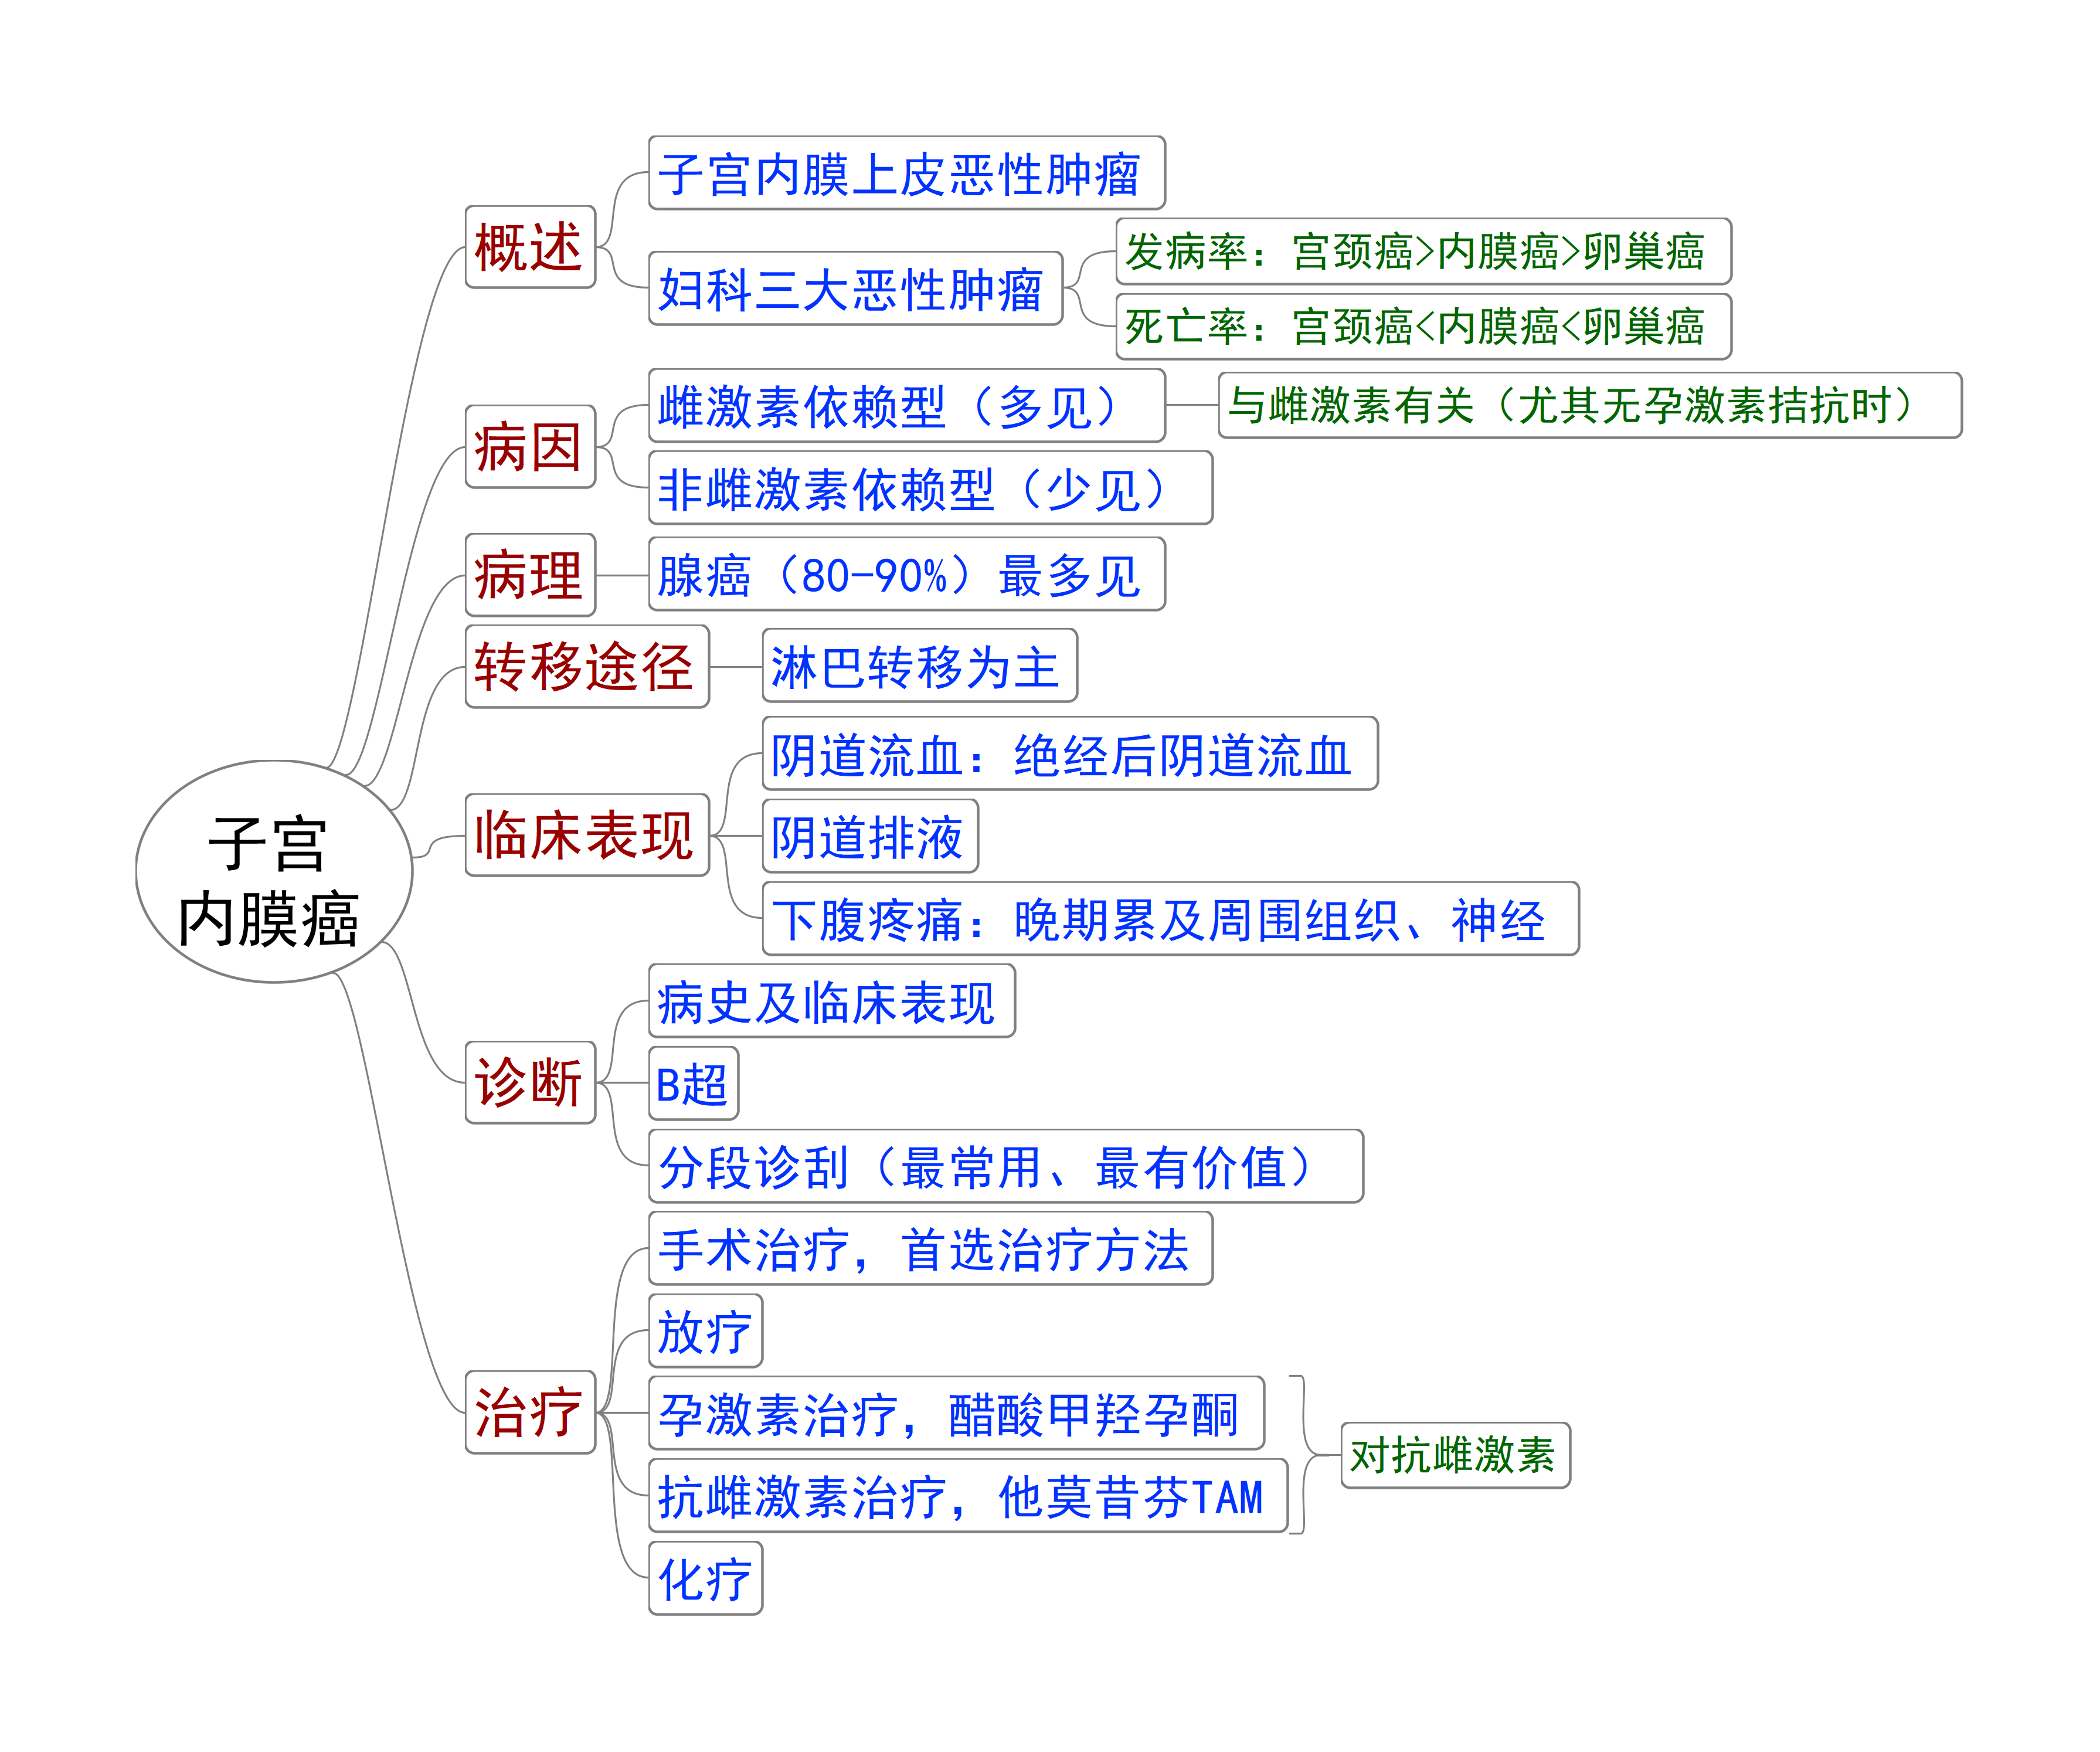 子宫
内膜癌
概述
子宫内膜上皮恶性肿瘤
妇科三大恶性肿瘤
发病率：宫颈癌>内膜癌>卵巢癌
死亡率：宫颈癌<内膜癌<卵巢癌
病因
雌激素依赖型（多见）
与雌激素有关（尤其无孕激素拮抗时）
非雌激素依赖型（少见）
病理
腺癌（80-90%）最多见
转移途径
淋巴转移为主
临床表现
阴道流血：绝经后阴道流血
阴道排液
下腹疼痛：晚期累及周围组织、神经
诊断
病史及临床表现
B超
分段诊刮（最常用、最有价值）
治疗
手术治疗，首选治疗方法
放疗
孕激素治疗，醋酸甲羟孕酮
抗雌激素治疗，他莫昔芬TAM
对抗雌激素
化疗